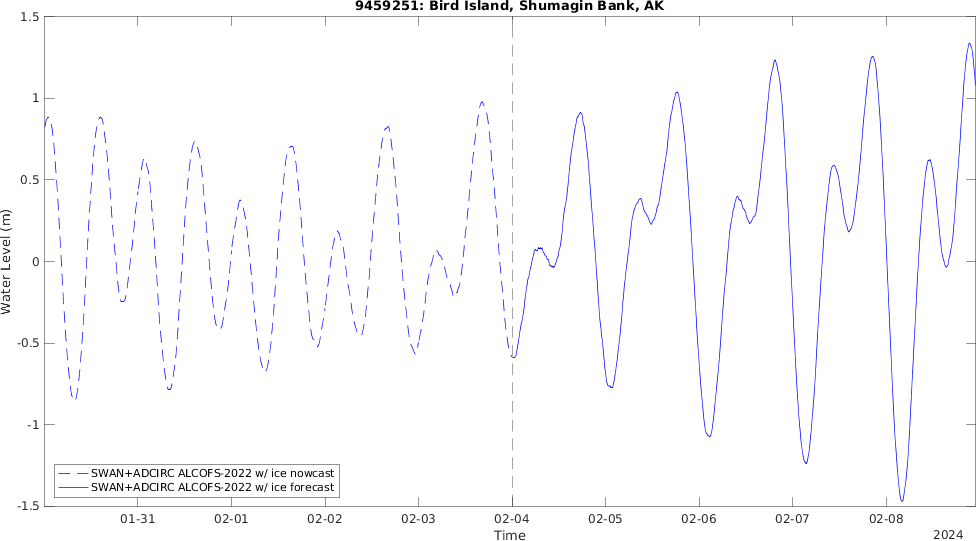 9459251: Bird Island, Shumagin Bank, AK
1.5
1
0.5
0
-0.5
-1
-1.5
Water Level (m)
SWAN+ADCIRC ALCOFS-2022 w/ ice nowcast
SWAN+ADCIRC ALCOFS-2022 w/ ice forecast
01-31 02-01 02-02 02-03 02-04 02-05 02-06 02-07 02-08
Time
2024